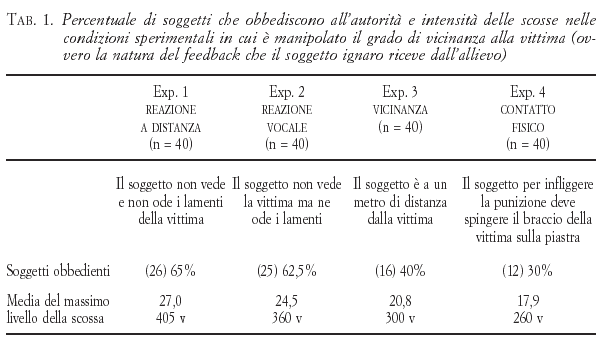 TAB. 1. Percentuale di soggetti che obbediscono all'autorità e intensità delle scosse nelle
condizioni sperimentali in cui è manipolato il grado di vicinanza alla vittima (ov-
vero la natura del feedback che il soggetto ignaro riceve dall'allievo)
Exp. 1 Exp. 2 Exp. 3 Exp. 4
REAZIONE REAZIONE VICINANZA CONTATTO
A DISTANZA VOCALE (n = 40) FISICO
(n = 40) (n = 40) (n = 40)
Il soggetto non vede Il soggetto non vede Il soggetto è a un Il soggetto per infliggere
e non ode i lamenti la vittima ma ne metro di distanza la punizione deve
della vittima ode i lamenti dalla vittima spingere il braccio della
vittima sulla piastra
Soggetti obbedienti (26) 65% (25) 62,5% (16) 40% (12) 30%
Media del massimo 27,0 24,5 20,8 17,9
livello della scossa 405 v 360 v 300 v 260 v